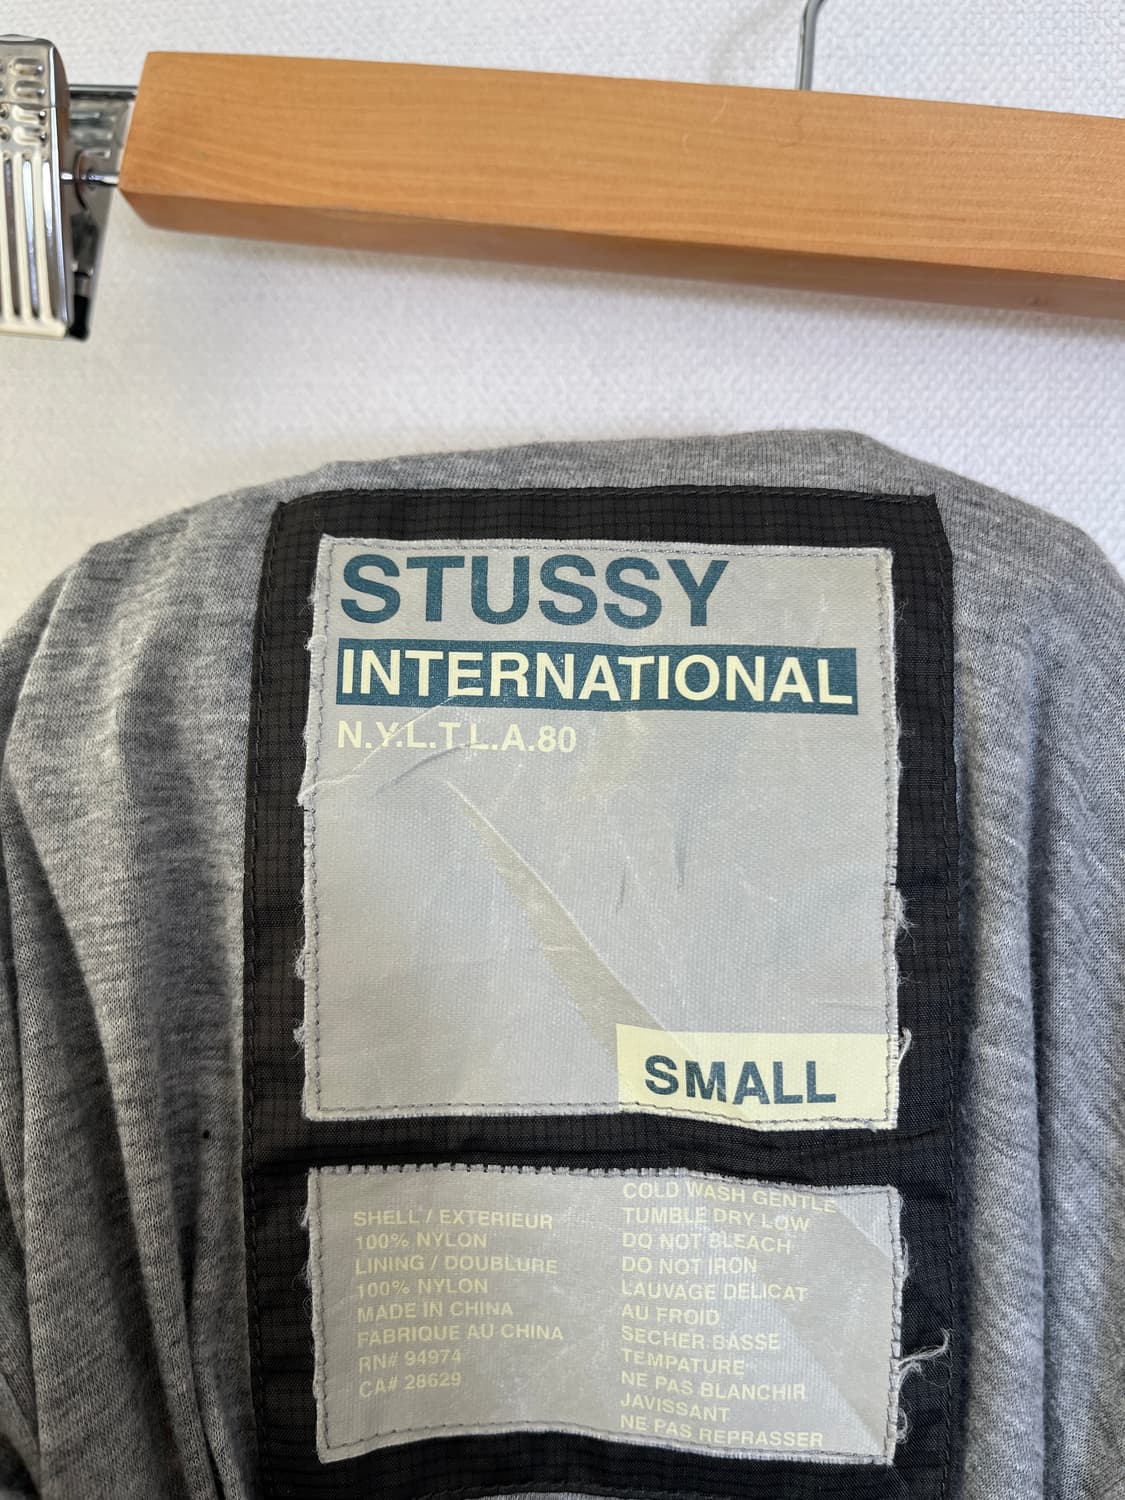 STUSSY
INTERNATIONAL
N.Y.L.T L.A.80
SMALL
SHELL / EXTERIEUR
100% NYLON
LINING / DOUBLURE
100% NYLON
MADE IN CHINA
FABRIQUE AU CHINA
RN# 94974
CA# 28629
COLD WASH GENTLE
TUMBLE DRY LOW
DO NOT BLEACH
DO NOT IRON
LAUVAGE DELICAT
AU FROID
SECHER BASSE
TEMPATURE
NE PAS BLANCHIR
JAVISSANT
NE PAS REPRASSER